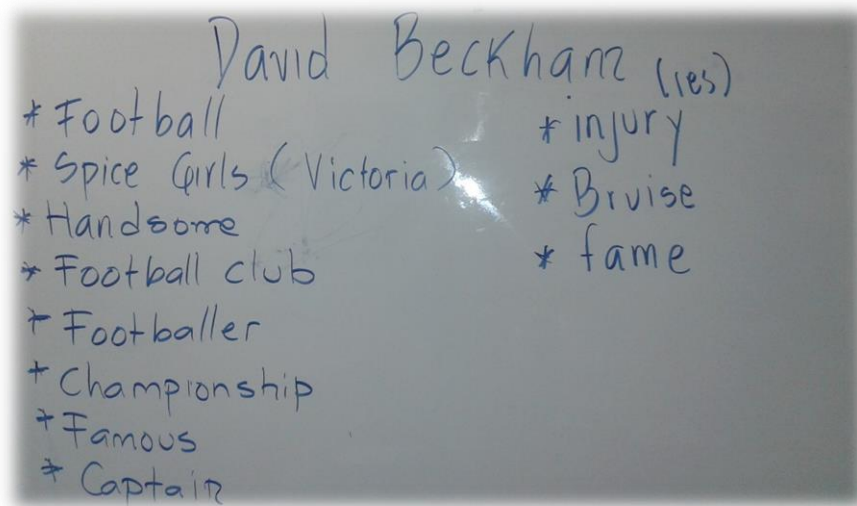 David Beckham
* Football
* Spice Girls (Victoria)
* Handsome
* Football club
+ Footballer
+ Championship
+ Famous
* Captain
(ies)
* injury
* Bruise
* fame